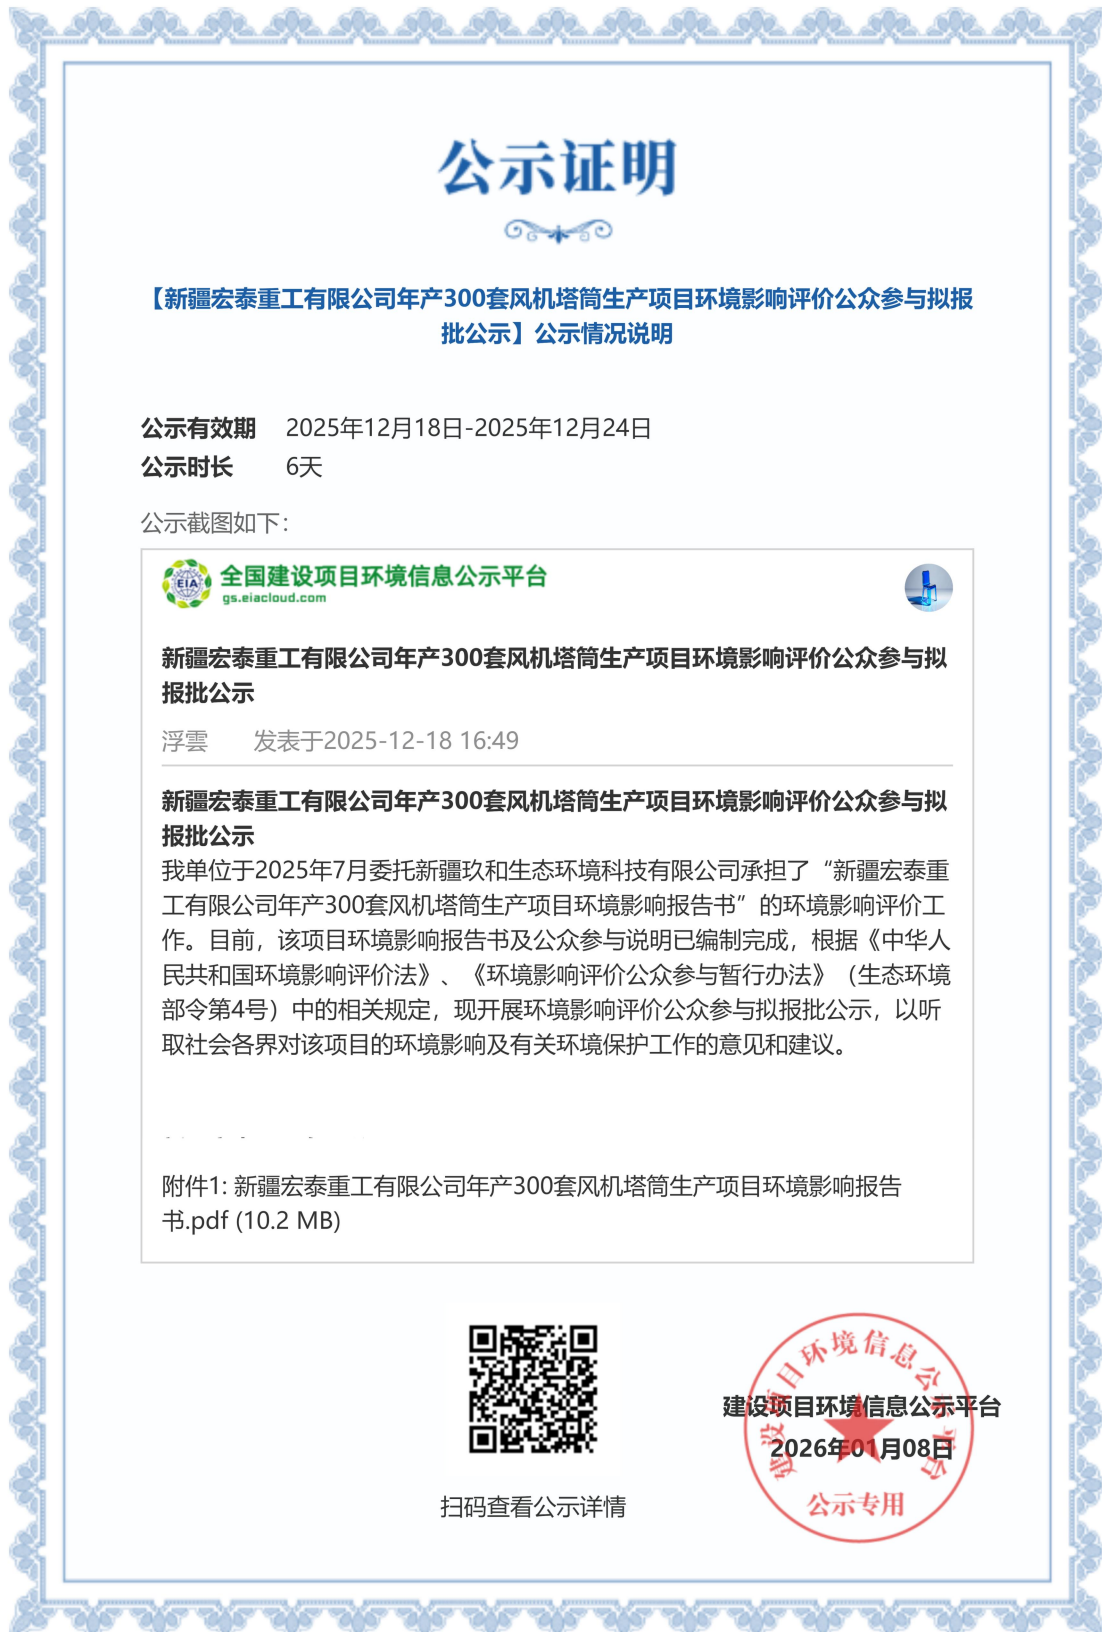 公示证明
【新疆宏泰重工有限公司年产300套风机塔筒生产项目环境影响评价公众参与拟报
批公示】公示情况说明
公示有效期 2025年12月18日-2025年12月24日
公示时长 6天
公示截图如下：
EIA 全国建设项目环境信息公示平台
gs.eiacloud.com
新疆宏泰重工有限公司年产300套风机塔筒生产项目环境影响评价公众参与拟
报批公示
浮雲 发表于2025-12-18 16:49
新疆宏泰重工有限公司年产300套风机塔筒生产项目环境影响评价公众参与拟
报批公示
我单位于2025年7月委托新疆玖和生态环境科技有限公司承担了“新疆宏泰重
工有限公司年产300套风机塔筒生产项目环境影响报告书”的环境影响评价工
作。目前，该项目环境影响报告书及公众参与说明已编制完成，根据《中华人
民共和国环境影响评价法》、《环境影响评价公众参与暂行办法》（生态环境
部令第4号）中的相关规定，现开展环境影响评价公众参与拟报批公示，以听
取社会各界对该项目的环境影响及有关环境保护工作的意见和建议。
附件1: 新疆宏泰重工有限公司年产300套风机塔筒生产项目环境影响报告
书.pdf (10.2 MB)
扫码查看公示详情
建设项目环境信息公示平台
2026年01月08日
建设项目环境信息公示平台
公示专用